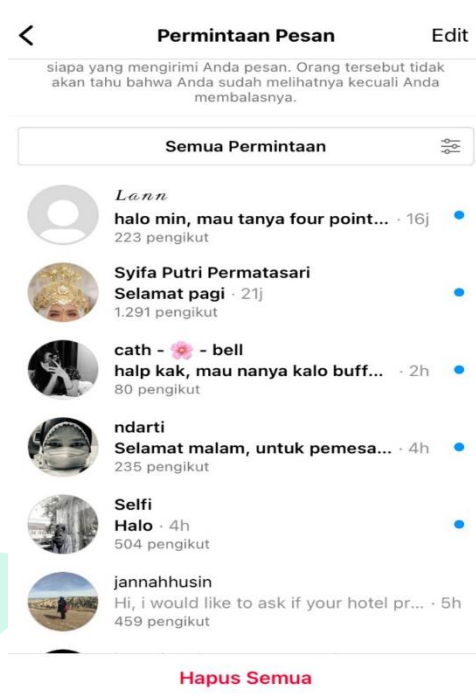 Permintaan Pesan Edit
siapa yang mengirimi Anda pesan. Orang tersebut tidak
akan tahu bahwa Anda sudah melihatnya kecuali Anda
membalasnya.
Semua Permintaan
𝐿𝒶𝓃𝓃
halo min, mau tanya four point... · 16j
223 pengikut
Syifa Putri Permatasari
Selamat pagi · 21j
1.291 pengikut
cath - 🌸 - bell
halp kak, mau nanya kalo buff... · 2h
80 pengikut
ndarti
Selamat malam, untuk pemesa... · 4h
235 pengikut
Selfi
Halo · 4h
504 pengikut
jannahhusin
Hi, i would like to ask if your hotel pr... · 5h
459 pengikut
Hapus Semua